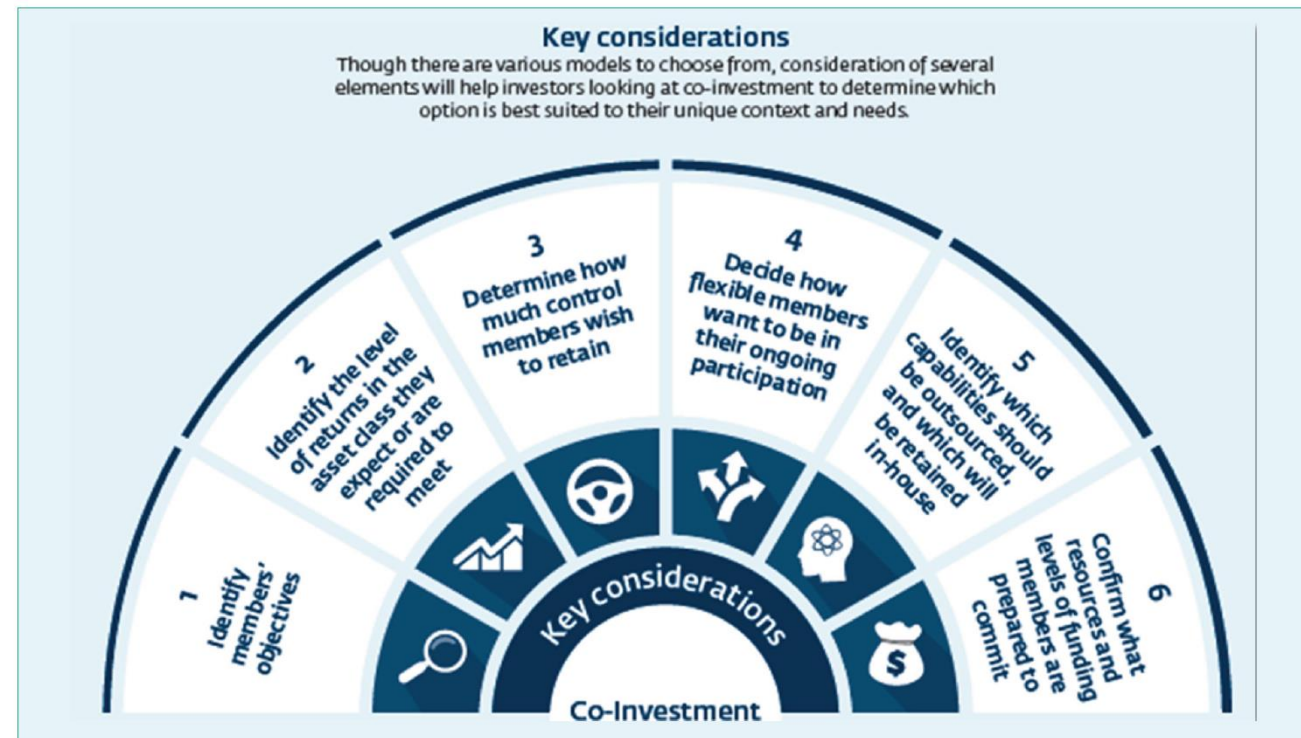 Key considerations
Though there are various models to choose from, consideration of several
elements will help investors looking at co-investment to determine which
option is best suited to their unique context and needs.
1
Identify
members'
objectives
2
Identify the level
of returns in the
asset class they
expect or are
required to
meet
3
Determine how
much control
members wish
to retain
4
Decide how
flexible members
want to be in
their ongoing
participation
5
Identify which
capabilities should
be outsourced,
and which will
be retained
in-house
6
Confirm what
resources and
levels of funding
members are
prepared to
commit
$
Key considerations
Co-Investment